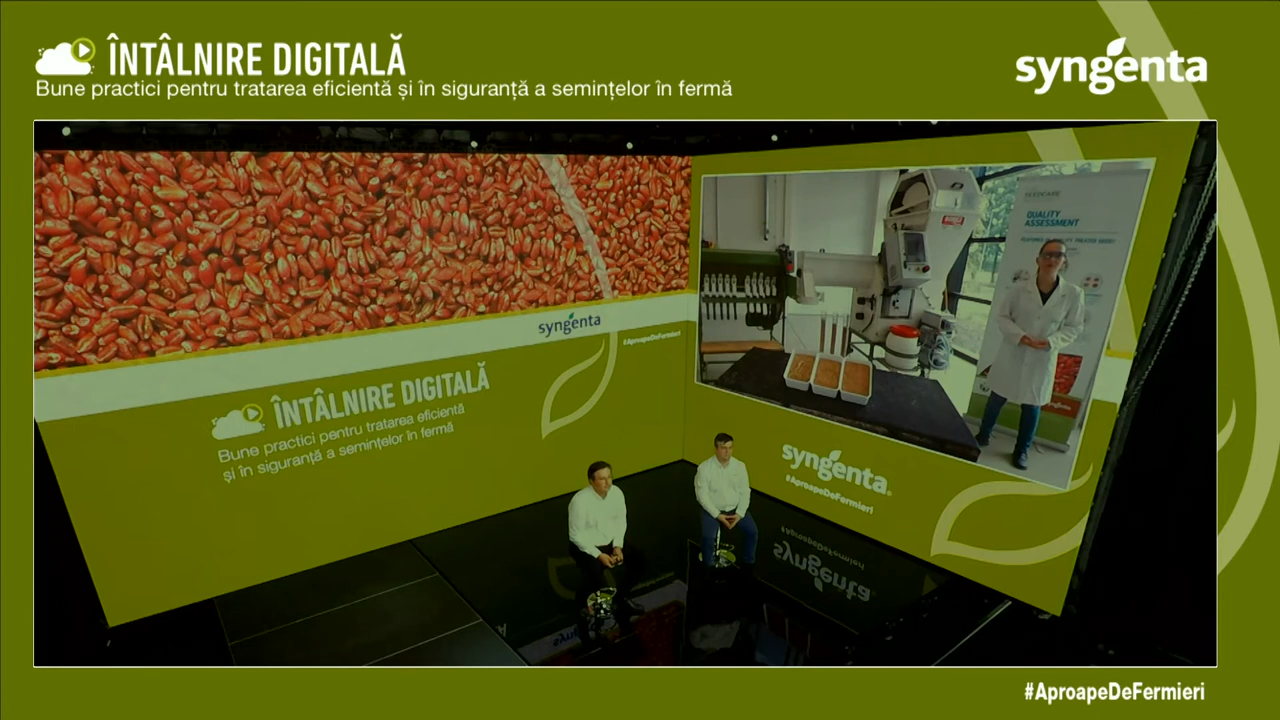 ÎNTÂLNIRE DIGITALĂ
Bune practici pentru tratarea eficientă și în siguranță a semințelor în fermă
syngenta
QUALITY
ASSESSMENT
syngenta
#AproapeDeFermieri
ÎNTÂLNIRE DIGITALĂ
Bune practici pentru tratarea eficientă
și în siguranță a semințelor în fermă
syngenta
#AproapeDeFermieri
syngenta
#AproapeDeFermieri